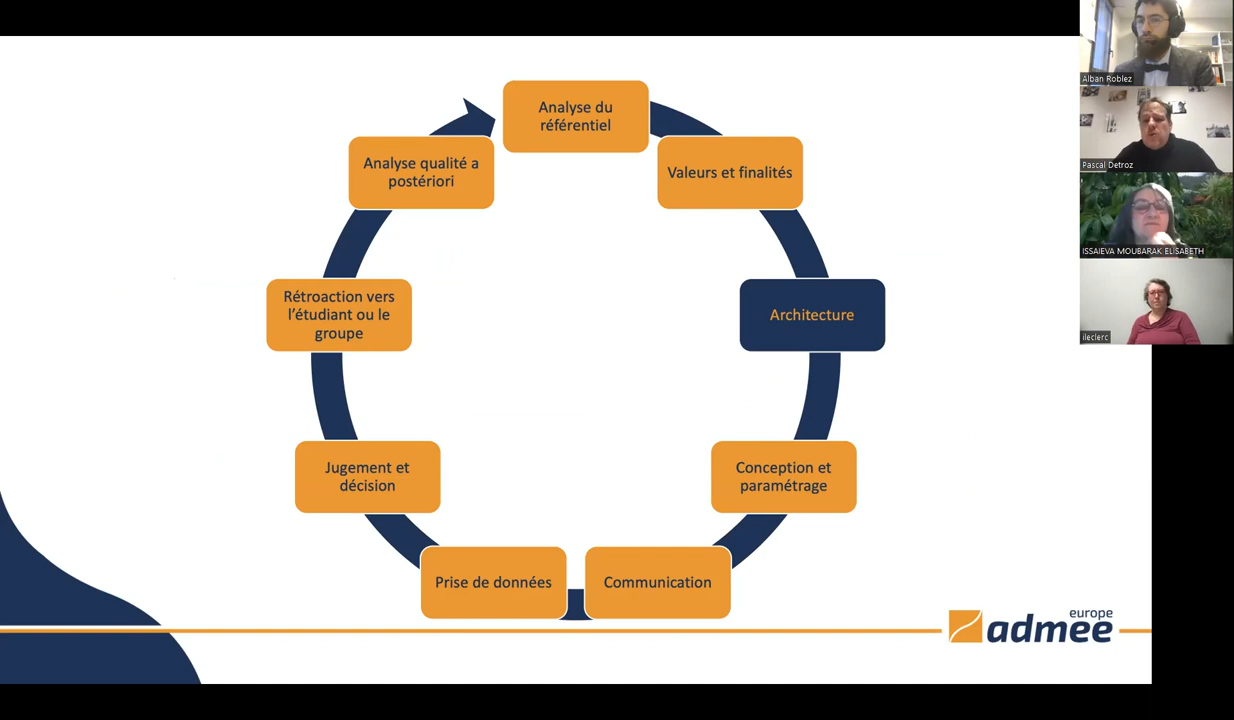 Analyse du
référentiel
Valeurs et finalités
Architecture
Conception et
paramétrage
Communication
Prise de données
Jugement et
décision
Rétroaction vers
l’étudiant ou le
groupe
Analyse qualité a
postériori
europe
admee
Alban Roblez
Pascal Detroz
ISSAIEVA MOUBARAK ELISABETH
ileclerc